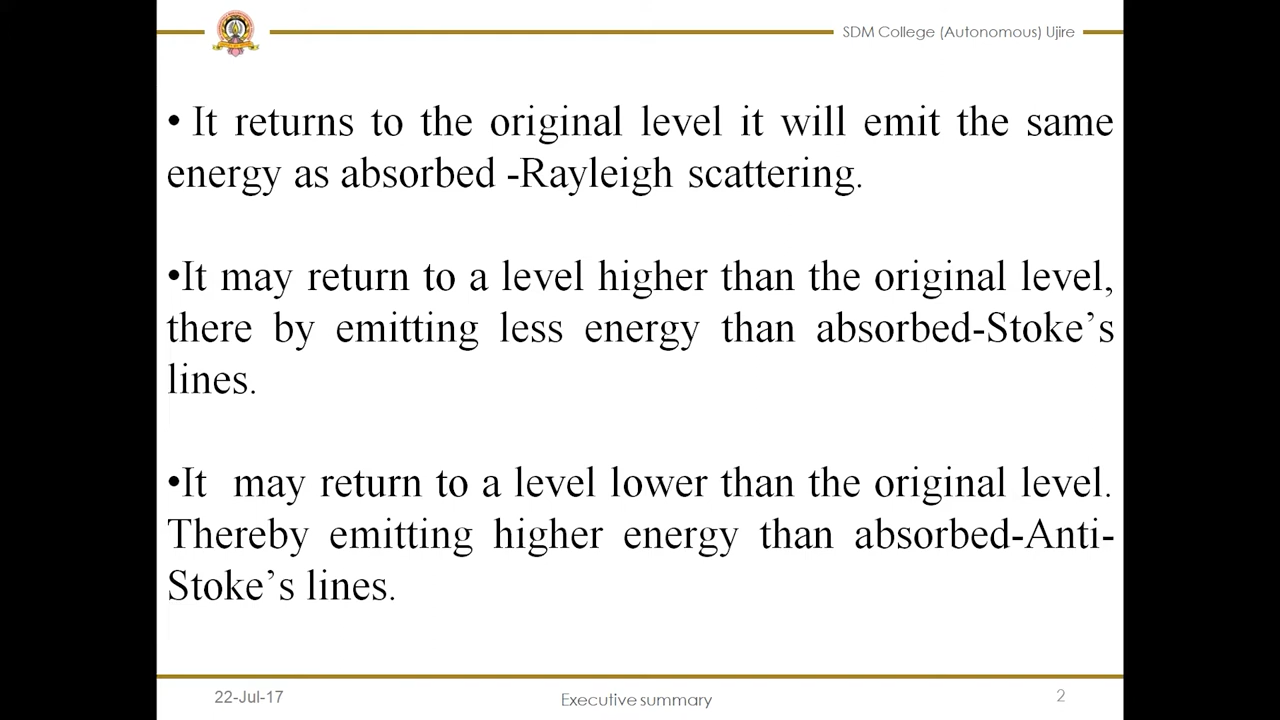 SDM College (Autonomous) Ujire
• It returns to the original level it will emit the same
energy as absorbed -Rayleigh scattering.
•It may return to a level higher than the original level,
there by emitting less energy than absorbed-Stoke’s
lines.
•It may return to a level lower than the original level.
Thereby emitting higher energy than absorbed-Anti-
Stoke’s lines.
22-Jul-17
Executive summary
2